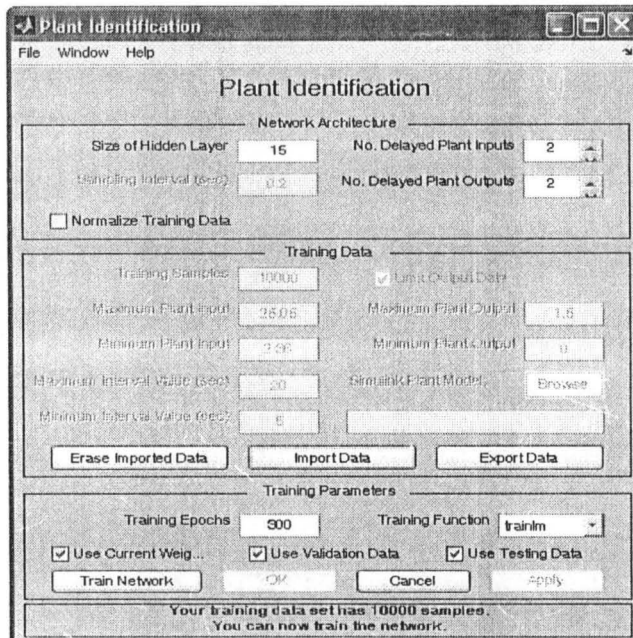 Plant Identification
File Window Help
Plant Identification
Network Architecture
Size of Hidden Layer 15 No. Delayed Plant Inputs 2
Sampling Interval (sec) 0.2 No. Delayed Plant Outputs 2
Normalize Training Data
Training Data
Training Samples 10000 Limit Output Data
Maximum Plant Input Maximum Plant Output 1.5
Minimum Plant Input Minimum Plant Output 0
Maximum Interval Value (sec) 20 Simulink Plant Model: Browse
Minimum Interval Value (sec) 5
Erase Imported Data Import Data Export Data
Training Parameters
Training Epochs 300 Training Function trainlm
Use Current Weig... Use Validation Data Use Testing Data
Train Network OK Cancel Apply
Your training data set has 10000 samples.
You can now train the network.